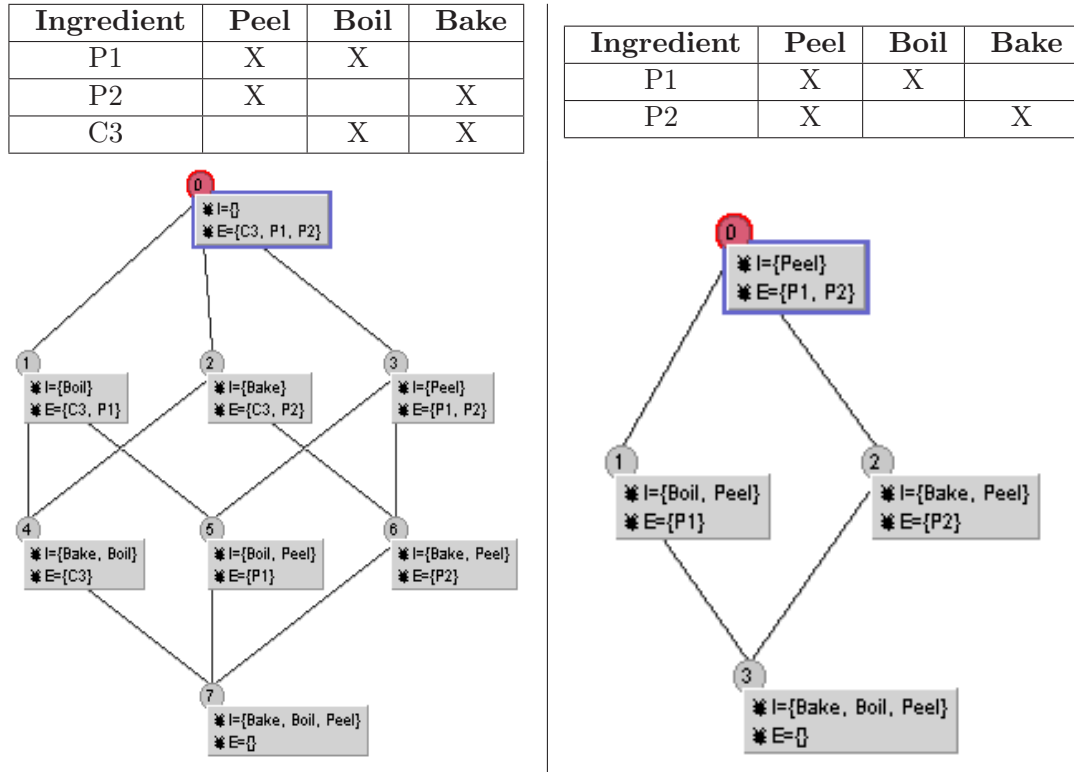 Ingredient Peel Boil Bake
P1 X X
P2 X X
C3 X X
0
I={}
E={C3, P1, P2}
1
I={Boil}
E={C3, P1}
2
I={Bake}
E={C3, P2}
3
I={Peel}
E={P1, P2}
4
I={Bake, Boil}
E={C3}
5
I={Boil, Peel}
E={P1}
6
I={Bake, Peel}
E={P2}
7
I={Bake, Boil, Peel}
E={}
Ingredient Peel Boil Bake
P1 X X
P2 X X
0
I={Peel}
E={P1, P2}
1
I={Boil, Peel}
E={P1}
2
I={Bake, Peel}
E={P2}
3
I={Bake, Boil, Peel}
E={}